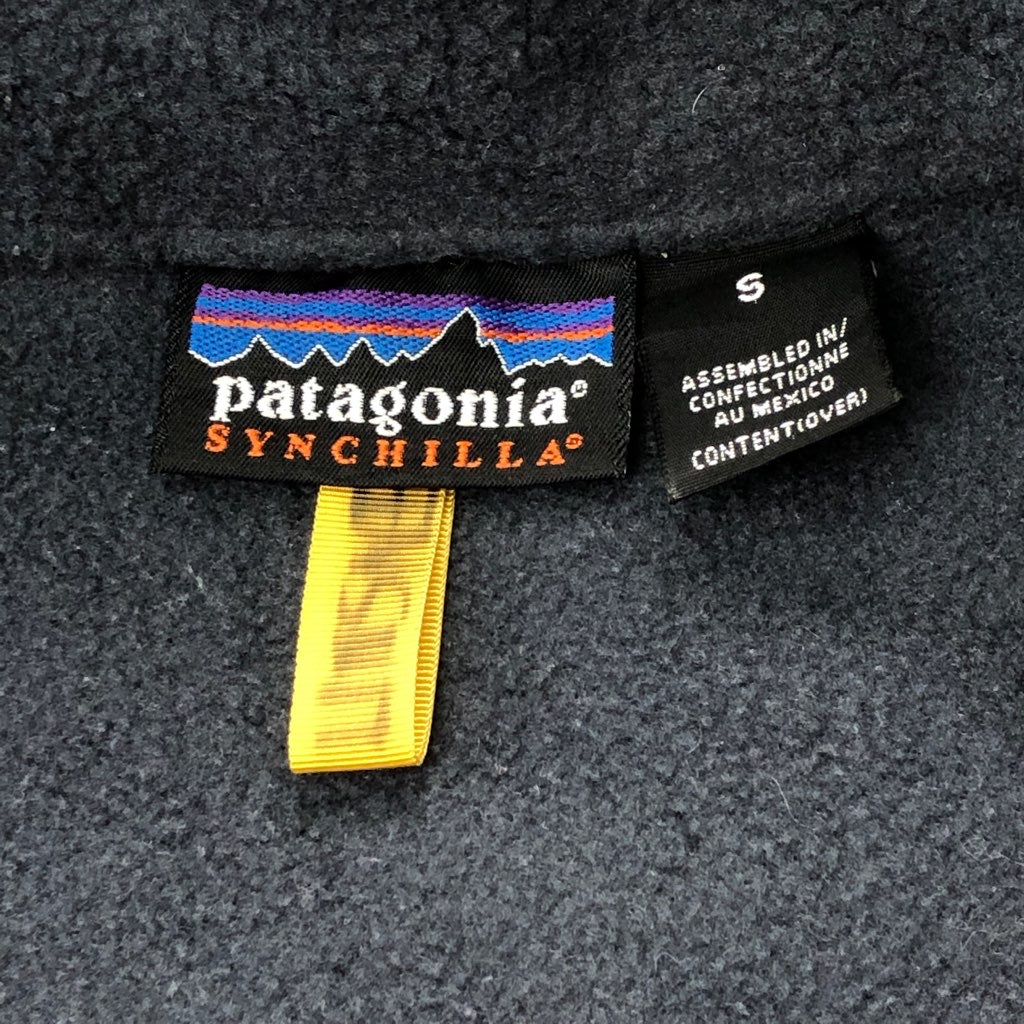 patagonia®
SYNCHILLA®
S
ASSEMBLED IN/
CONFECTIONNE
AU MEXICO
CONTENT(OVER)